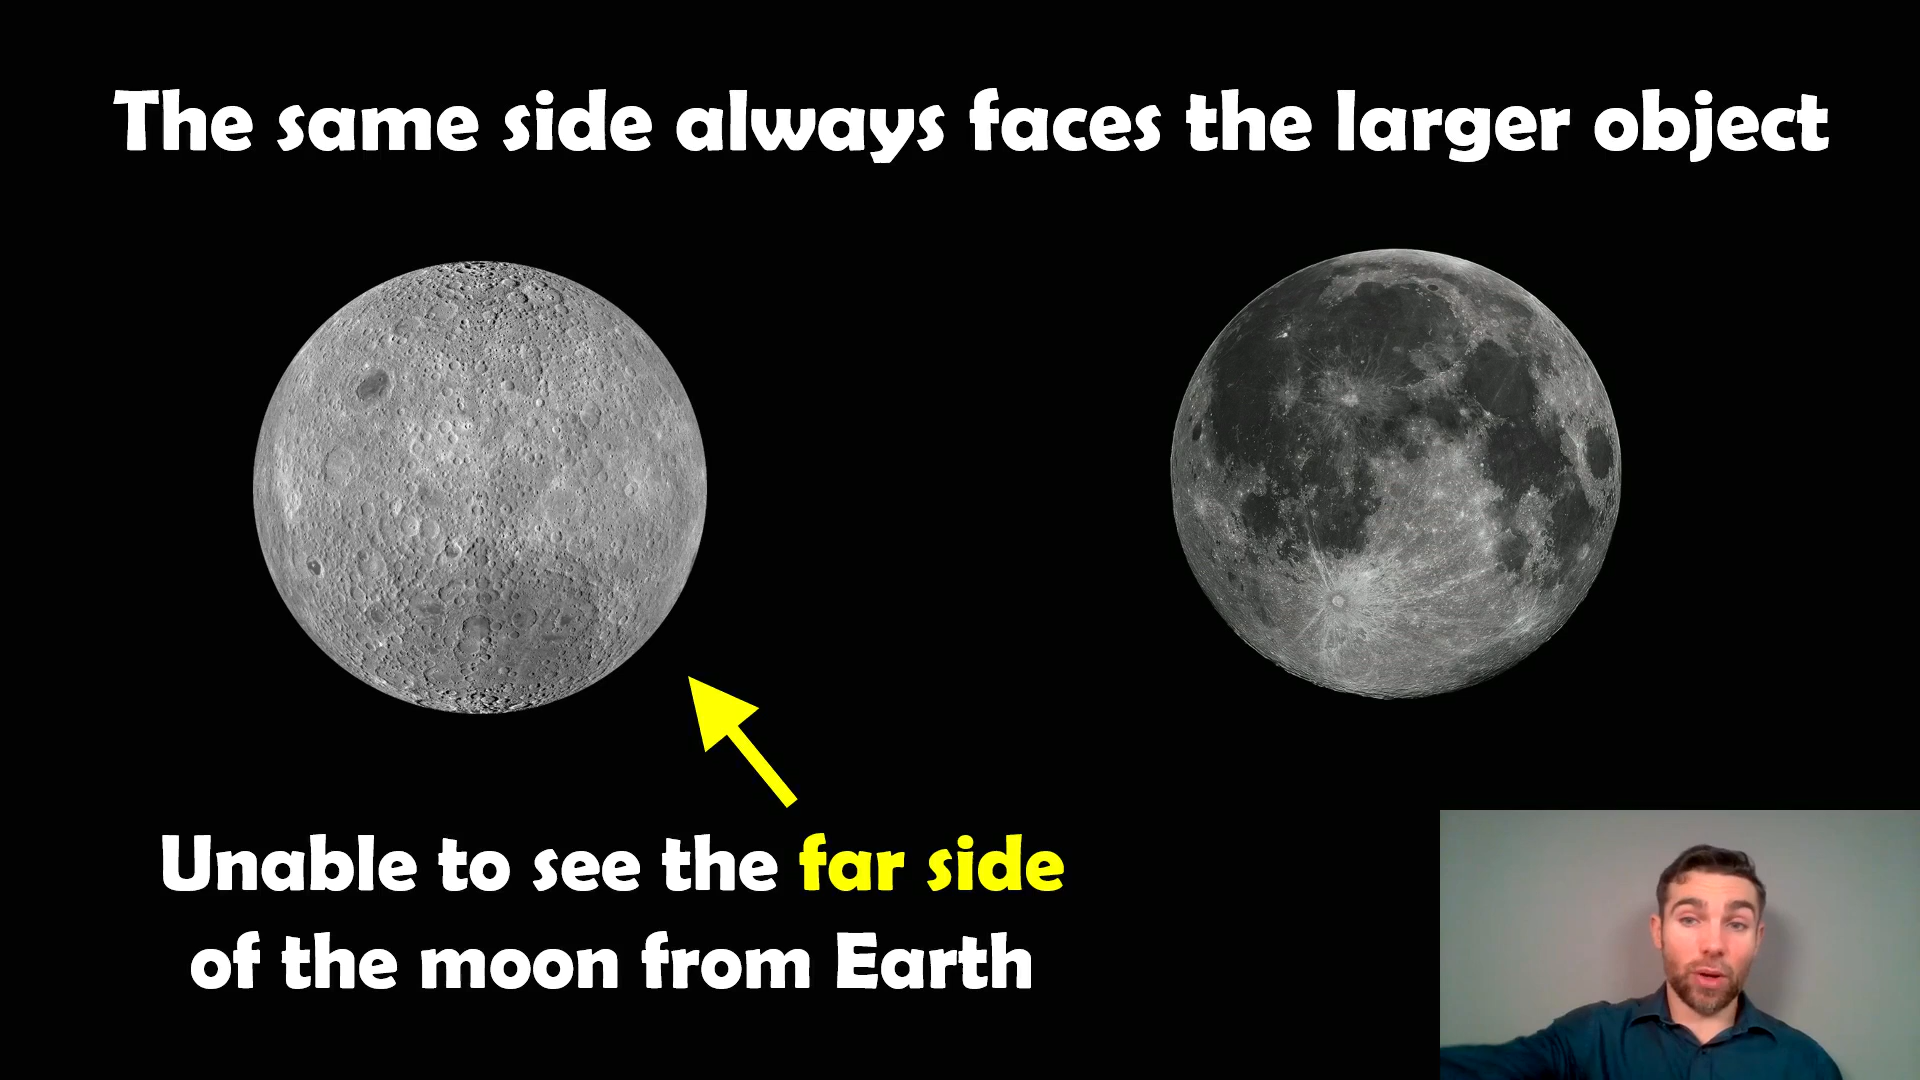 The same side always faces the larger object
Unable to see the far side
of the moon from Earth